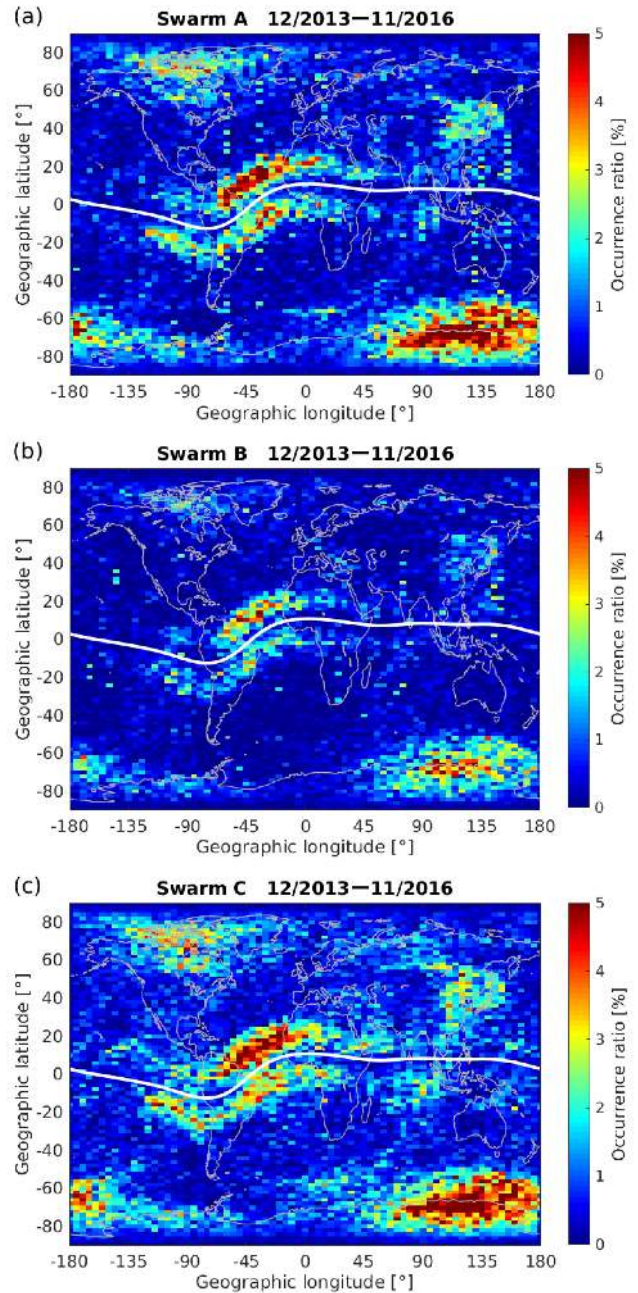 (a)
Swarm A 12/2013—11/2016
80
60
40
20
0
-20
-40
-60
-80
Geographic latitude [°]
-180 -135 -90 -45 0 45 90 135 180
Geographic longitude [°]
5
4
3
2
1
0
Occurrence ratio [%]
(b)
Swarm B 12/2013—11/2016
80
60
40
20
0
-20
-40
-60
-80
Geographic latitude [°]
-180 -135 -90 -45 0 45 90 135 180
Geographic longitude [°]
5
4
3
2
1
0
Occurrence ratio [%]
(c)
Swarm C 12/2013—11/2016
80
60
40
20
0
-20
-40
-60
-80
Geographic latitude [°]
-180 -135 -90 -45 0 45 90 135 180
Geographic longitude [°]
5
4
3
2
1
0
Occurrence ratio [%]